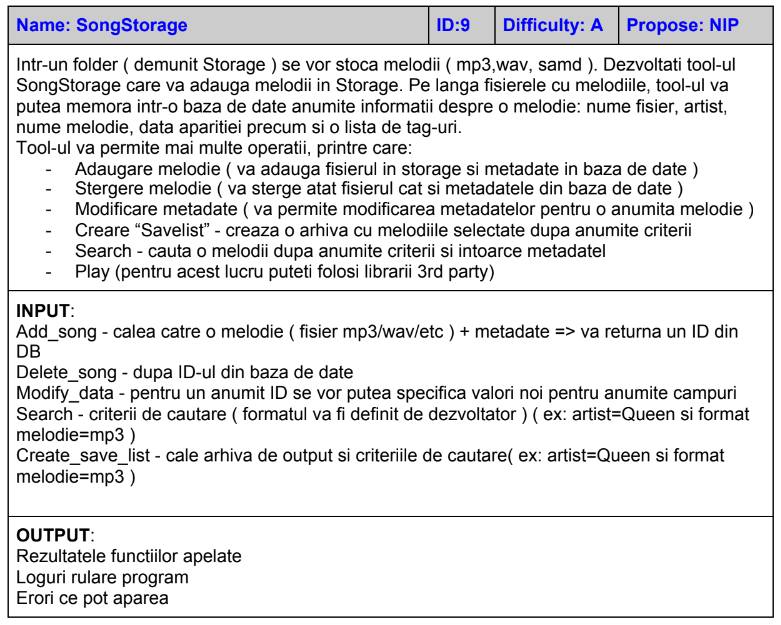 Name: SongStorage ID:9 Difficulty: A Propose: NIP
Intr-un folder ( demunit Storage ) se vor stoca melodii ( mp3,wav, samd ). Dezvoltati tool-ul
SongStorage care va adauga melodii in Storage. Pe langa fisierele cu melodiile, tool-ul va
putea memora intr-o baza de date anumite informatii despre o melodie: nume fisier, artist,
nume melodie, data aparitiei precum si o lista de tag-uri.
Tool-ul va permite mai multe operatii, printre care:
- Adaugare melodie ( va adauga fisierul in storage si metadate in baza de date )
- Stergere melodie ( va sterge atat fisierul cat si metadatele din baza de date )
- Modificare metadate ( va permite modificarea metadatelor pentru o anumita melodie )
- Creare “Savelist” - creaza o arhiva cu melodiile selectate dupa anumite criterii
- Search - cauta o melodii dupa anumite criterii si intoarce metadatel
- Play (pentru acest lucru puteti folosi librarii 3rd party)
INPUT:
Add_song - calea catre o melodie ( fisier mp3/wav/etc ) + metadate => va returna un ID din
DB
Delete_song - dupa ID-ul din baza de date
Modify_data - pentru un anumit ID se vor putea specifica valori noi pentru anumite campuri
Search - criterii de cautare ( formatul va fi definit de dezvoltator ) ( ex: artist=Queen si format
melodie=mp3 )
Create_save_list - cale arhiva de output si criteriile de cautare( ex: artist=Queen si format
melodie=mp3 )
OUTPUT:
Rezultatele functiilor apelate
Loguri rulare program
Erori ce pot aparea